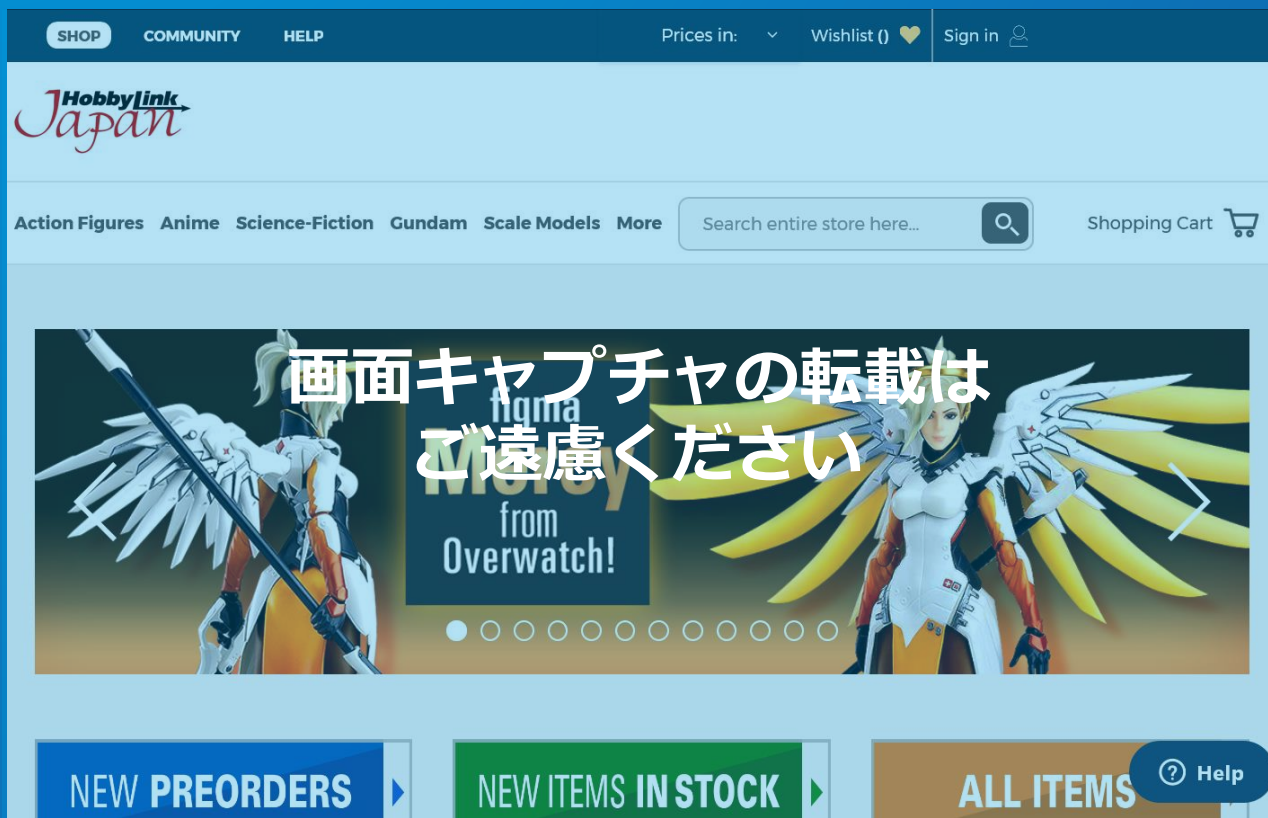 SHOP COMMUNITY HELP Prices in: Wishlist () Sign in
HobbyLink
Japan
Action Figures Anime Science-Fiction Gundam Scale Models More Search entire store here... Shopping Cart
画面キャプチャの転載は
ご遠慮ください
figma
Mercy
from
Overwatch!
NEW PREORDERS NEW ITEMS IN STOCK ALL ITEMS
Help